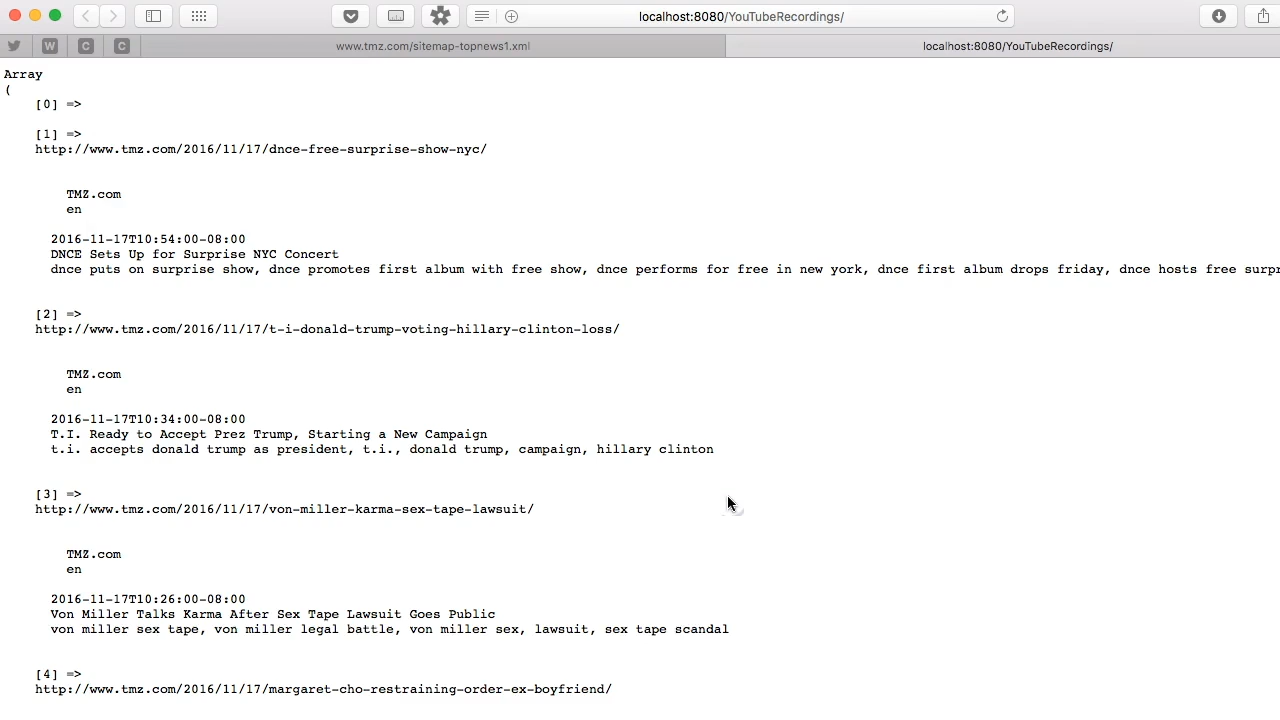 localhost:8080/YouTubeRecordings/
W
C
C
www.tmz.com/sitemap-topnews1.xml
localhost:8080/YouTubeRecordings/
Array
(
[0] =>
[1] =>
http://www.tmz.com/2016/11/17/dnce-free-surprise-show-nyc/
TMZ.com
en
2016-11-17T10:54:00-08:00
DNCE Sets Up for Surprise NYC Concert
dnce puts on surprise show, dnce promotes first album with free show, dnce performs for free in new york, dnce first album drops friday, dnce hosts free surpr
[2] =>
http://www.tmz.com/2016/11/17/t-i-donald-trump-voting-hillary-clinton-loss/
TMZ.com
en
2016-11-17T10:34:00-08:00
T.I. Ready to Accept Prez Trump, Starting a New Campaign
t.i. accepts donald trump as president, t.i., donald trump, campaign, hillary clinton
[3] =>
http://www.tmz.com/2016/11/17/von-miller-karma-sex-tape-lawsuit/
TMZ.com
en
2016-11-17T10:26:00-08:00
Von Miller Talks Karma After Sex Tape Lawsuit Goes Public
von miller sex tape, von miller legal battle, von miller sex, lawsuit, sex tape scandal
[4] =>
http://www.tmz.com/2016/11/17/margaret-cho-restraining-order-ex-boyfriend/